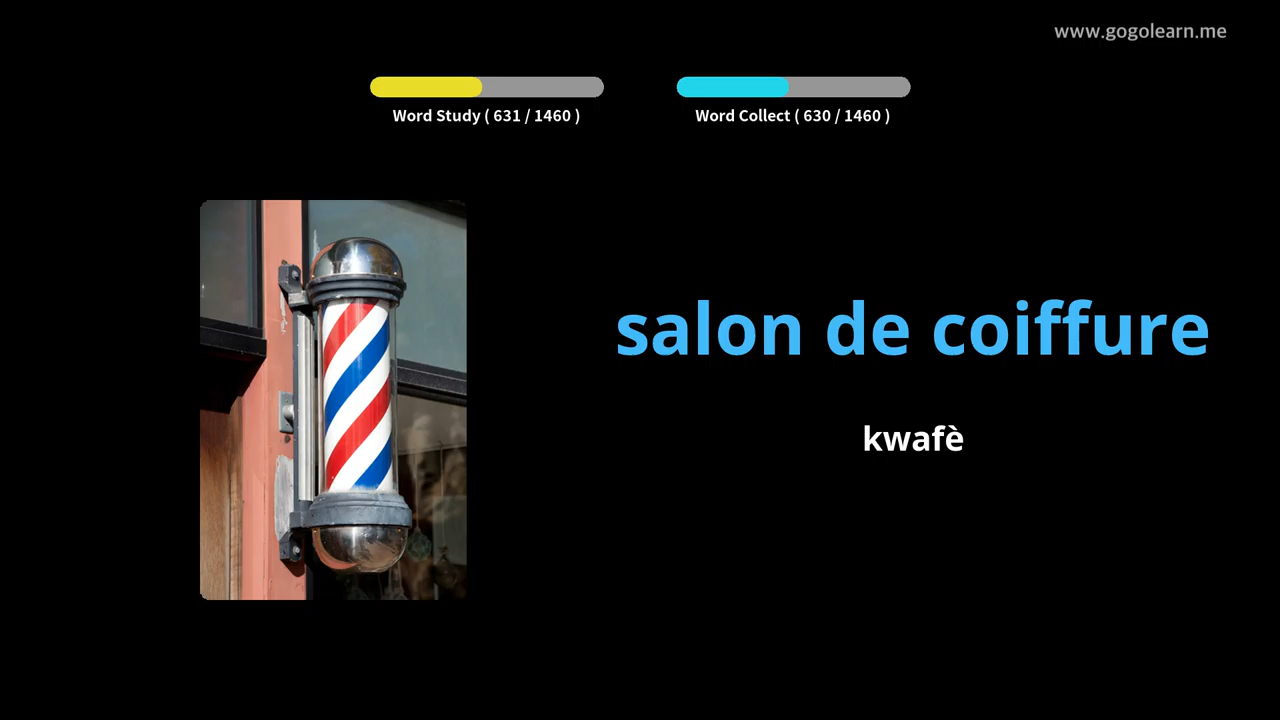 www.gogolearn.me
Word Study ( 631 / 1460 )
Word Collect ( 630 / 1460 )
salon de coiffure
kwafè